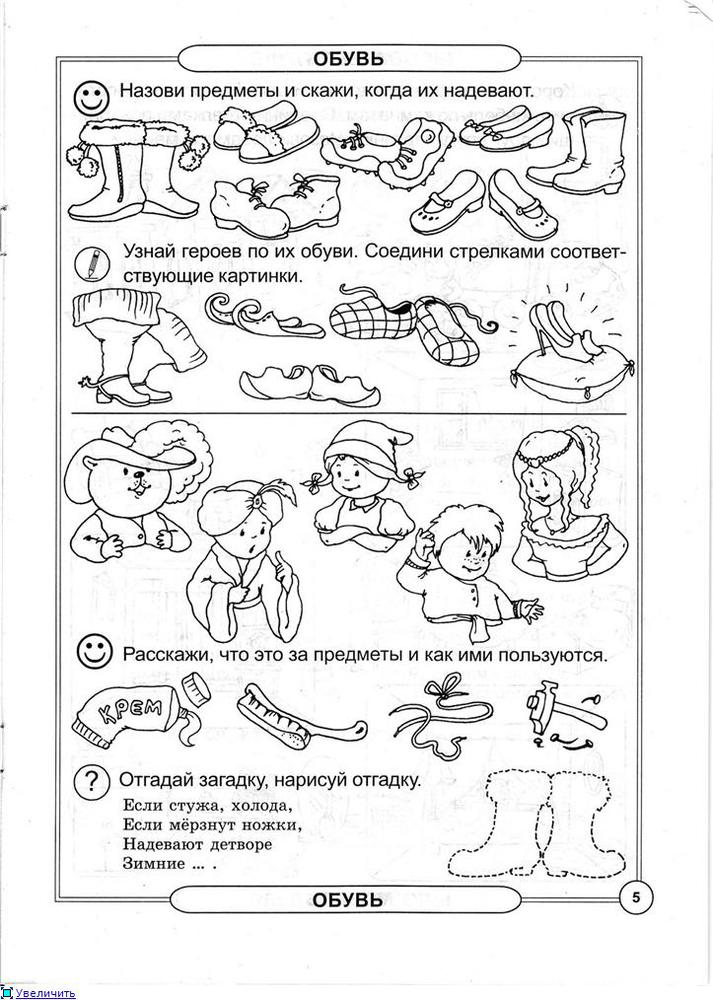 ОБУВЬ
Назови предметы и скажи, когда их надевают.
Узнай героев по их обуви. Соедини стрелками соответ-
ствующие картинки.
Расскажи, что это за предметы и как ими пользуются.
КРЕМ
Отгадай загадку, нарисуй отгадку.
?
Если стужа, холода,
Если мёрзнут ножки,
Надевают детворе
Зимние ... .
ОБУВЬ
5
Увеличить